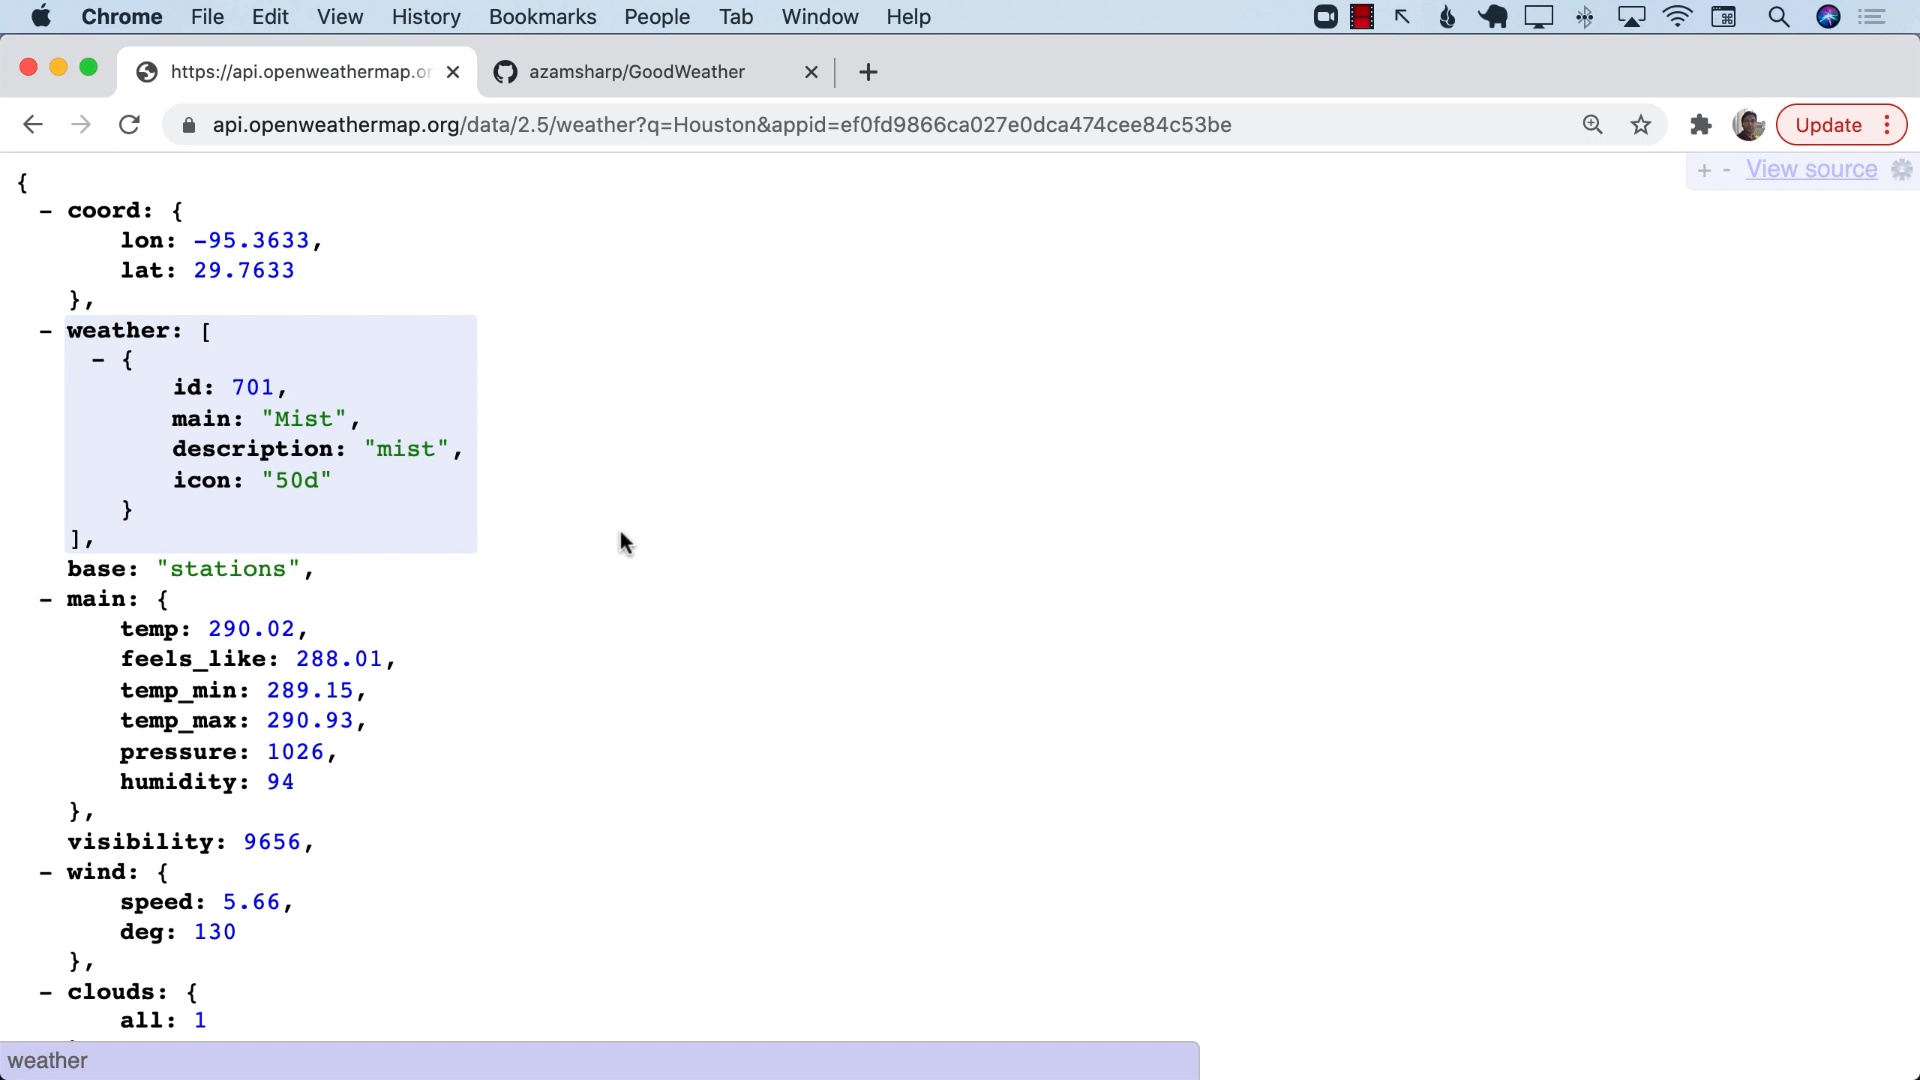 Chrome File Edit View History Bookmarks People Tab Window Help
https://api.openweathermap.or azamsharp/GoodWeather
api.openweathermap.org/data/2.5/weather?q=Houston&appid=ef0fd9866ca027e0dca474cee84c53be Update
+ - View source
{
- coord: {
lon: -95.3633,
lat: 29.7633
},
- weather: [
- {
id: 701,
main: "Mist",
description: "mist",
icon: "50d"
}
],
base: "stations",
- main: {
temp: 290.02,
feels_like: 288.01,
temp_min: 289.15,
temp_max: 290.93,
pressure: 1026,
humidity: 94
},
visibility: 9656,
- wind: {
speed: 5.66,
deg: 130
},
- clouds: {
all: 1
weather